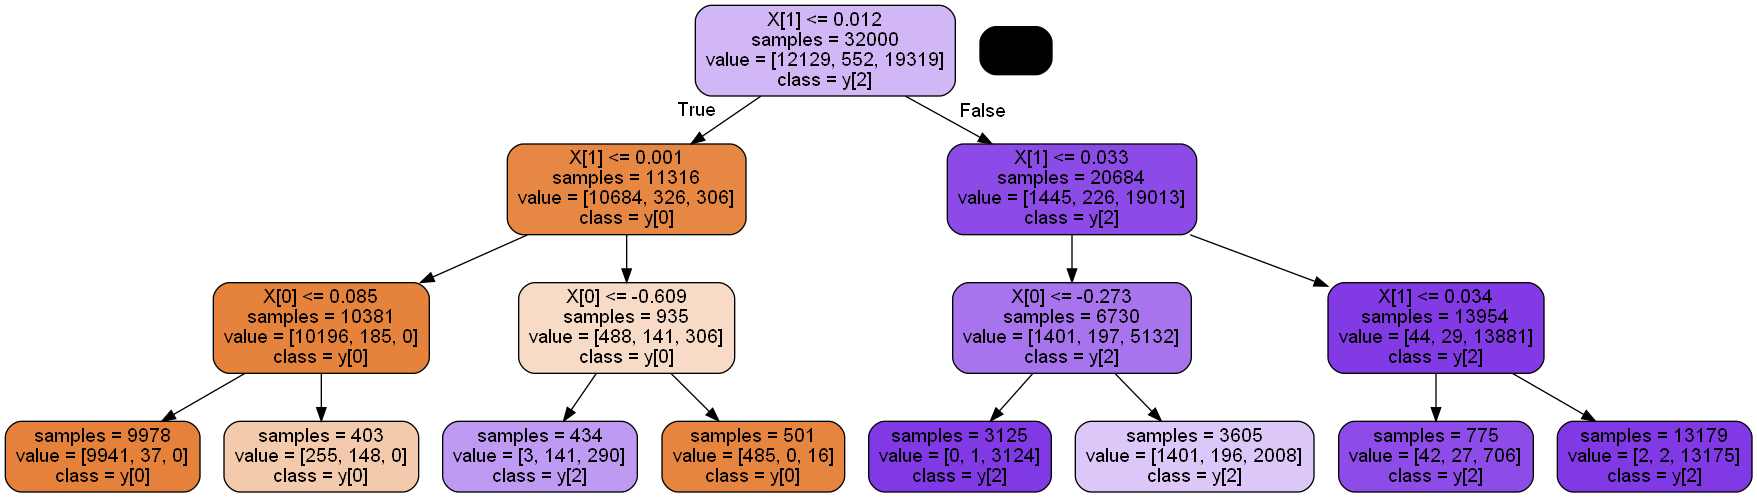 X[1] <= 0.012
samples = 32000
value = [12129, 552, 19319]
class = y[2]
True
False
X[1] <= 0.001
samples = 11316
value = [10684, 326, 306]
class = y[0]
X[1] <= 0.033
samples = 20684
value = [1445, 226, 19013]
class = y[2]
X[0] <= 0.085
samples = 10381
value = [10196, 185, 0]
class = y[0]
X[0] <= -0.609
samples = 935
value = [488, 141, 306]
class = y[0]
X[0] <= -0.273
samples = 6730
value = [1401, 197, 5132]
class = y[2]
X[1] <= 0.034
samples = 13954
value = [44, 29, 13881]
class = y[2]
samples = 9978
value = [9941, 37, 0]
class = y[0]
samples = 403
value = [255, 148, 0]
class = y[0]
samples = 434
value = [3, 141, 290]
class = y[2]
samples = 501
value = [485, 0, 16]
class = y[0]
samples = 3125
value = [0, 1, 3124]
class = y[2]
samples = 3605
value = [1401, 196, 2008]
class = y[2]
samples = 775
value = [42, 27, 706]
class = y[2]
samples = 13179
value = [2, 2, 13175]
class = y[2]